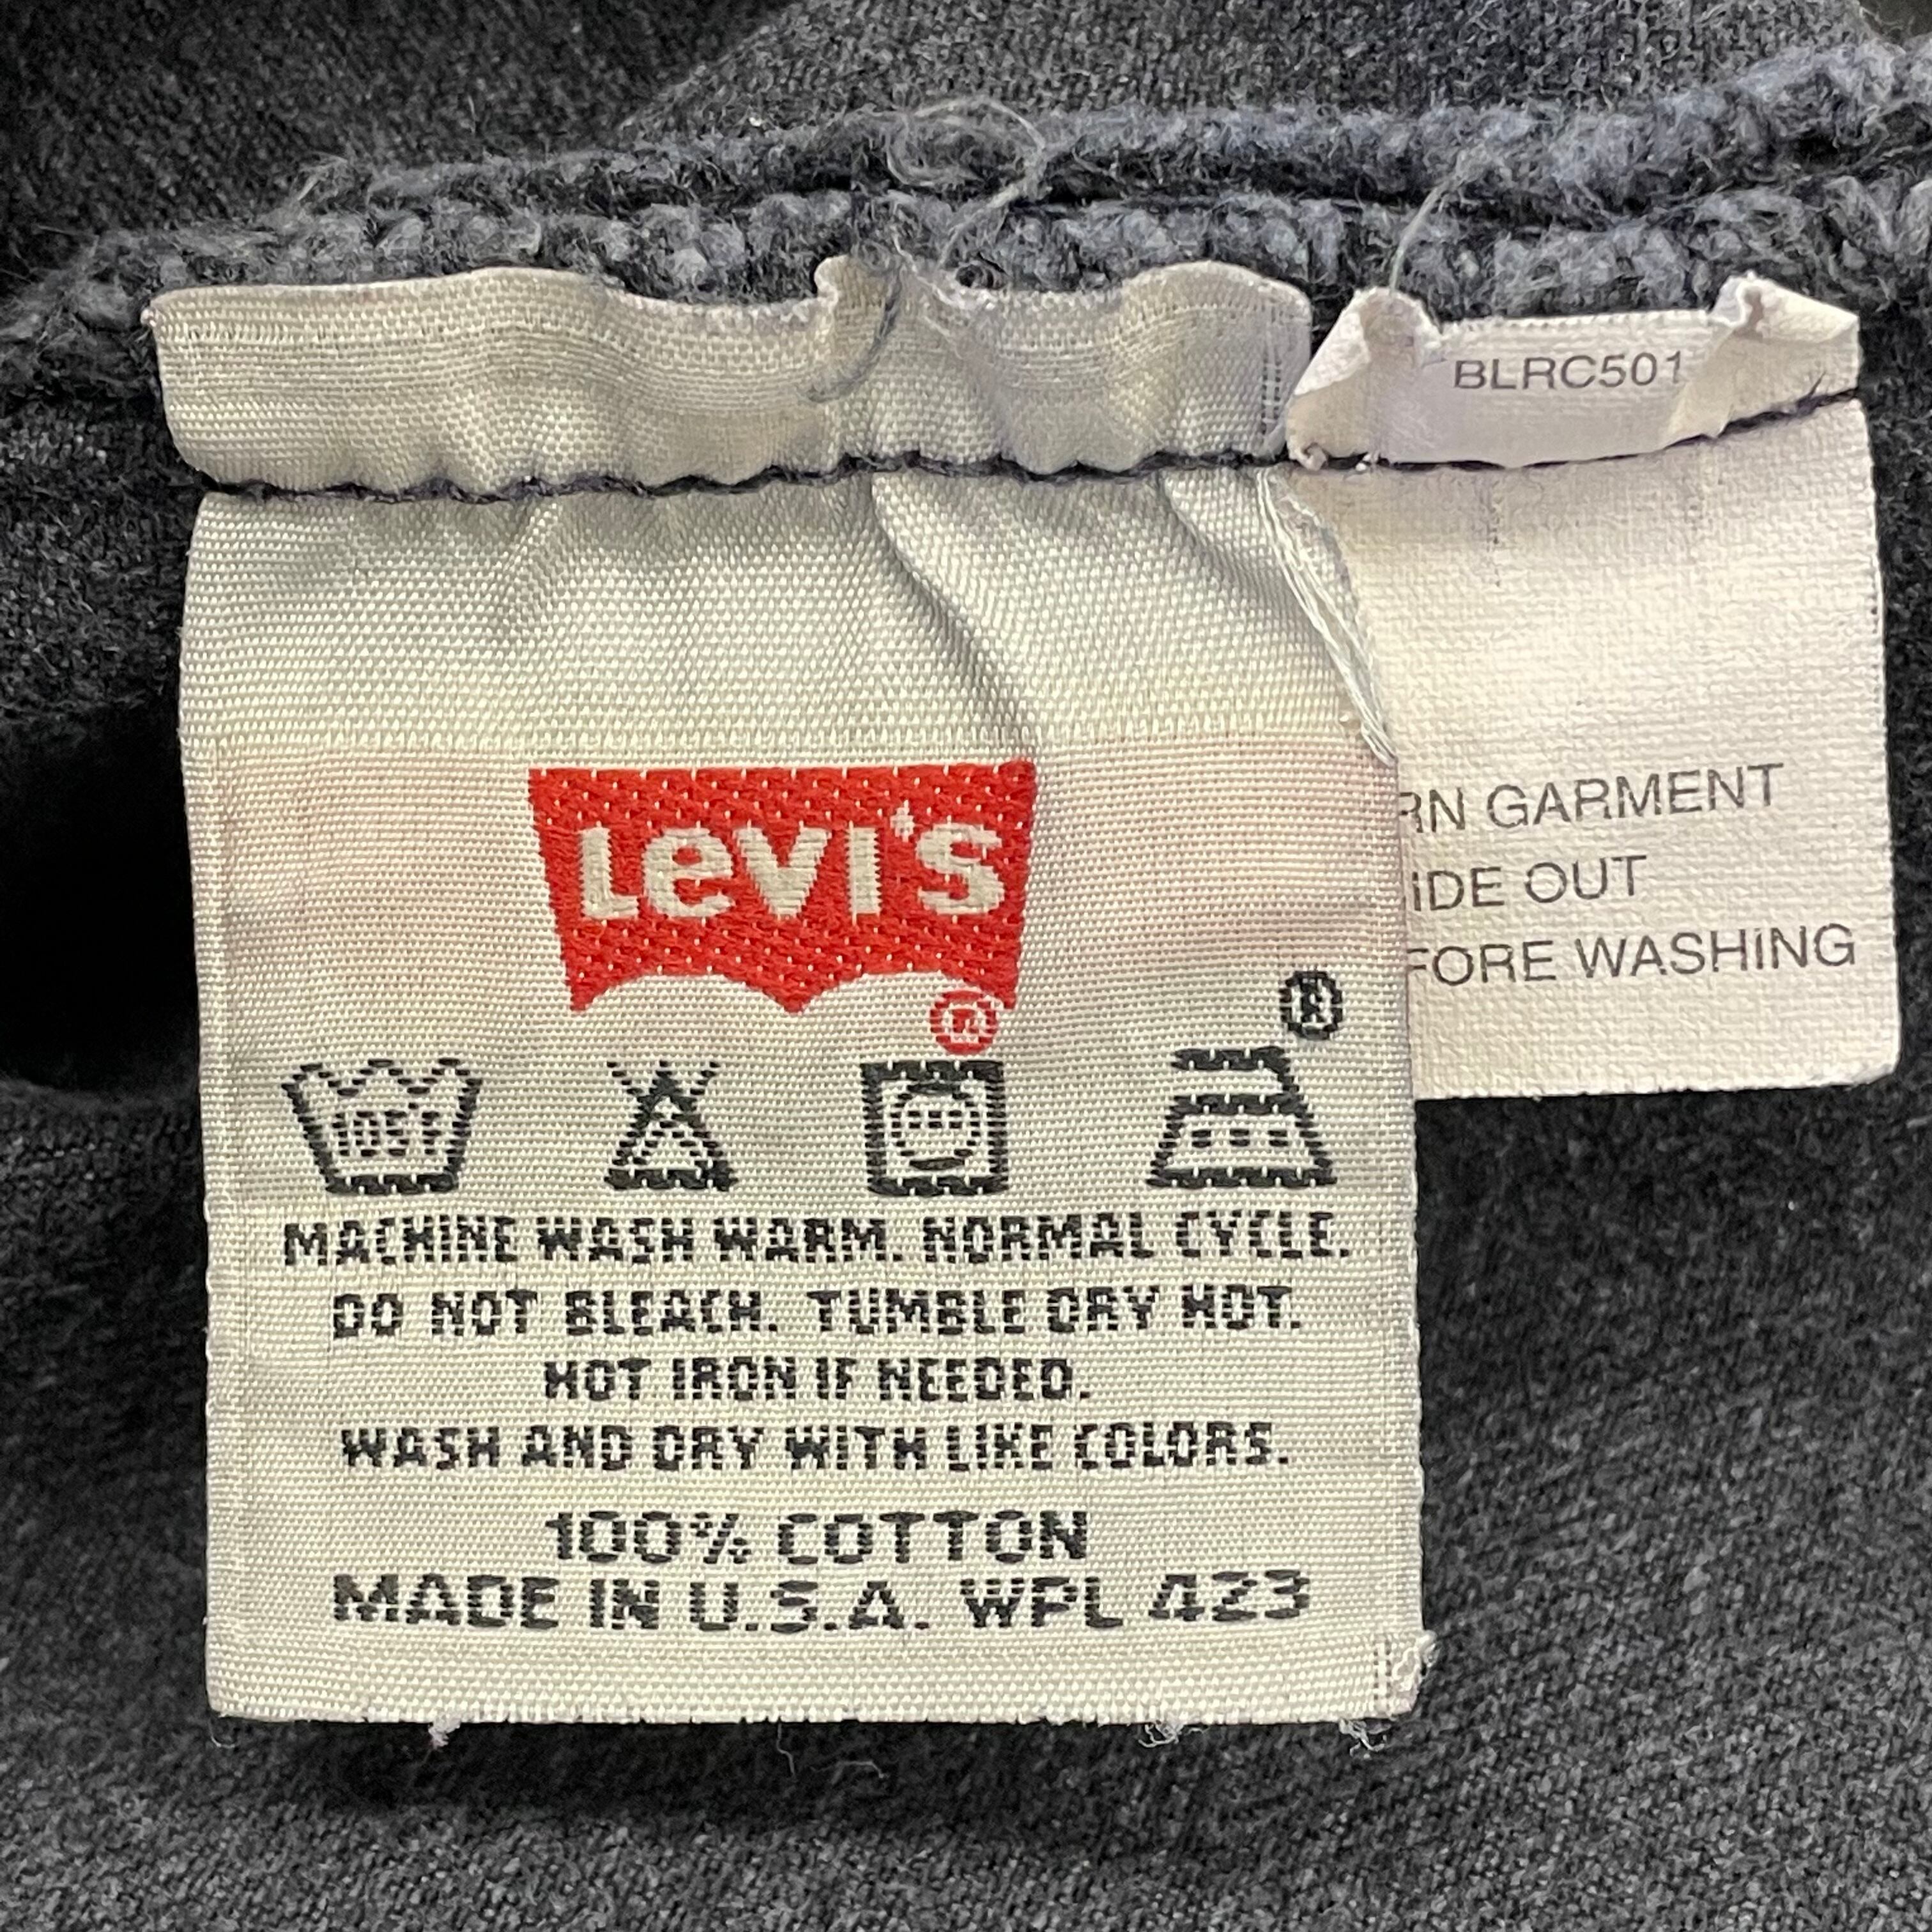 BLRC501
RN GARMENT
IDE OUT
FORE WASHING
LEVI'S
®
®
105F
MACHINE WASH WARM. NORMAL CYCLE.
DO NOT BLEACH. TUMBLE DRY HOT.
HOT IRON IF NEEDED.
WASH AND DRY WITH LIKE COLORS.
100% COTTON
MADE IN U.S.A. WPL 423